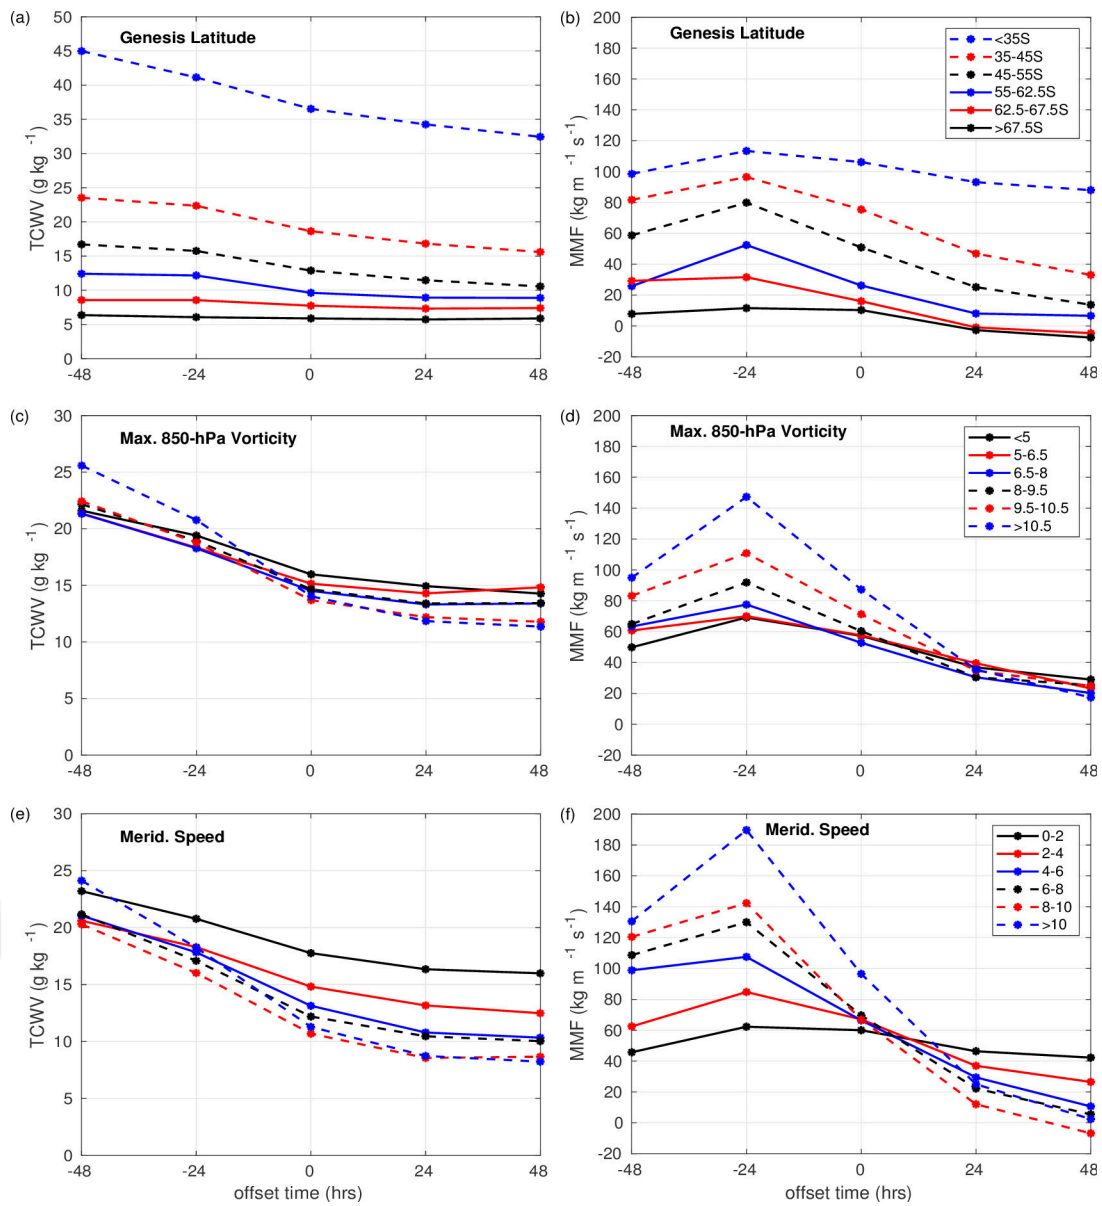 (a)
Genesis Latitude
50
45
40
35
30
25
20
15
10
5
0
TCWV (g kg -1)
-48 -24 0 24 48
(b)
Genesis Latitude
200
180
160
140
120
100
80
60
40
20
0
-20
MMF (kg m -1 s-1)
-48 -24 0 24 48
<35S
35-45S
45-55S
55-62.5S
62.5-67.5S
>67.5S
(c)
Max. 850-hPa Vorticity
30
25
20
15
10
5
0
TCWV (g kg -1)
-48 -24 0 24 48
(d)
Max. 850-hPa Vorticity
200
180
160
140
120
100
80
60
40
20
0
-20
MMF (kg m -1 s-1)
-48 -24 0 24 48
<5
5-6.5
6.5-8
8-9.5
9.5-10.5
>10.5
(e)
Merid. Speed
30
25
20
15
10
5
0
TCWV (g kg -1)
-48 -24 0 24 48
offset time (hrs)
(f)
Merid. Speed
200
180
160
140
120
100
80
60
40
20
0
-20
MMF (kg m -1 s-1)
-48 -24 0 24 48
offset time (hrs)
0-2
2-4
4-6
6-8
8-10
>10